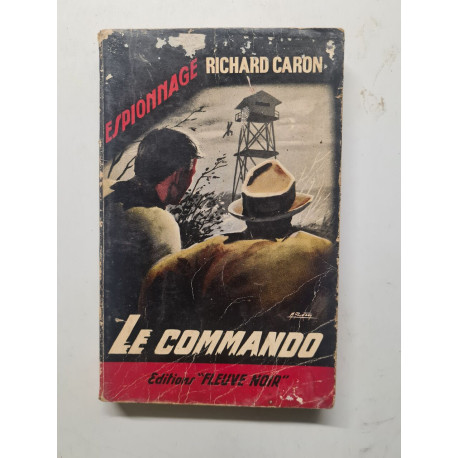 ESPIONNAGE
RICHARD CARON
LE COMMANDO
Editions "FLEUVE NOIR"